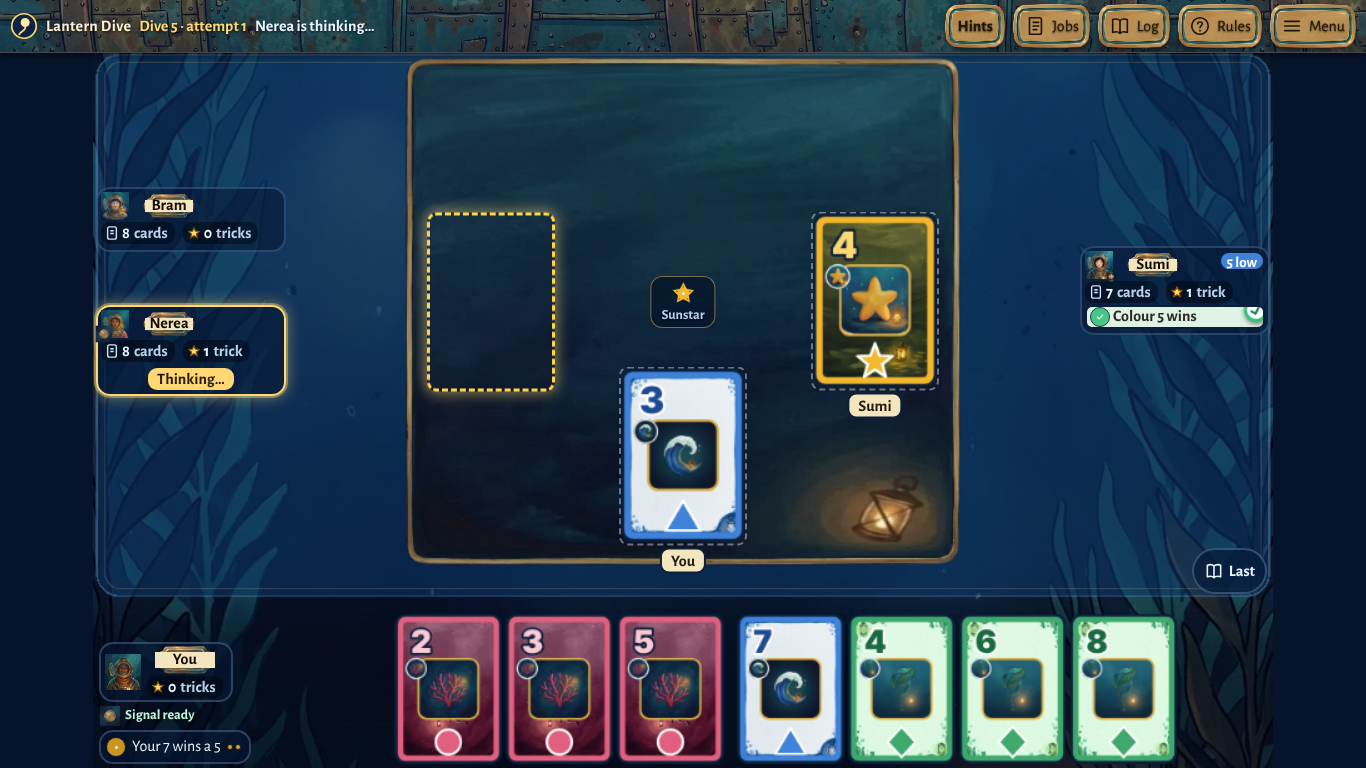 Lantern Dive Dive 5 · attempt 1 Nerea is thinking...
Hints
Jobs
Log
Rules
Menu
Bram
8 cards 0 tricks
Nerea
8 cards 1 trick
Thinking...
Sunstar
4
Sumi
3
You
Sumi 5 low
7 cards 1 trick
Colour 5 wins
Last
You
0 tricks
Signal ready
Your 7 wins a 5
2
3
5
7
4
6
8